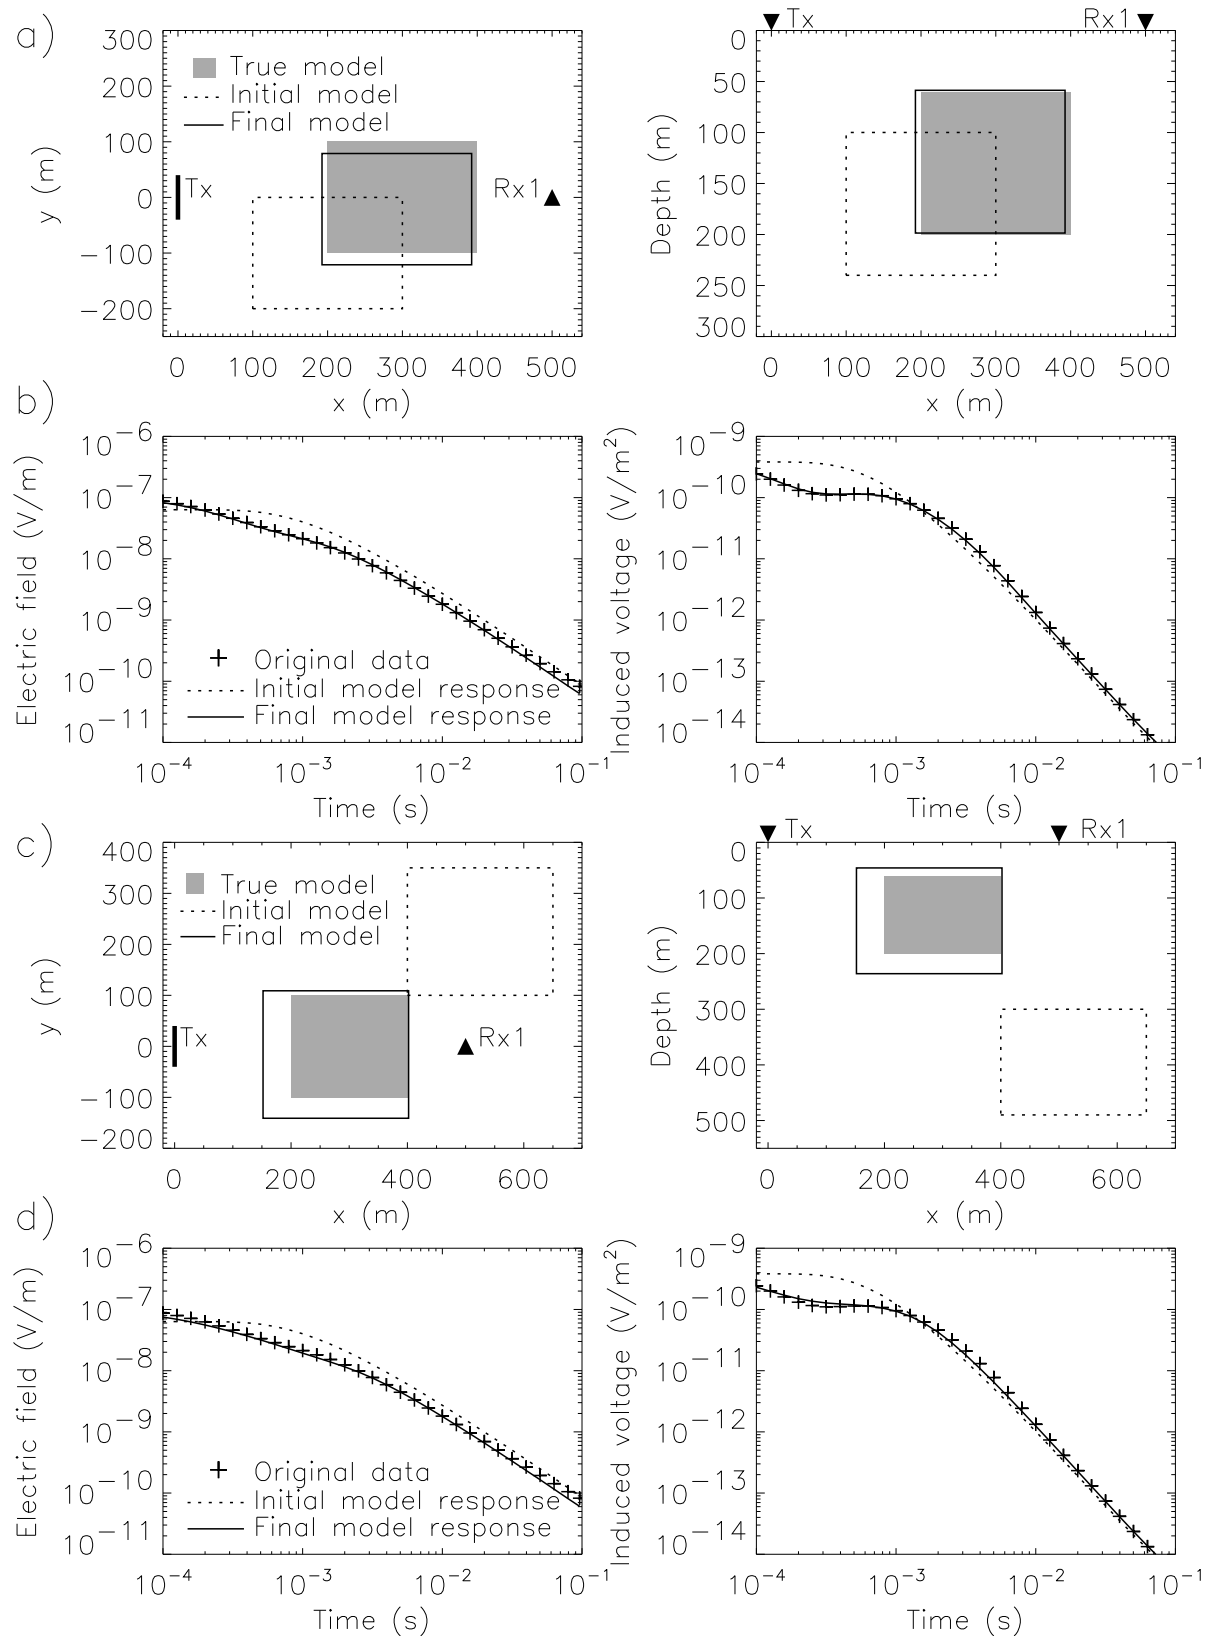 a)
300
200
100
0
−100
−200
y (m)
True model
Initial model
Final model
Tx
Rx1
0 100 200 300 400 500
x (m)
Tx
Rx1
0
50
100
150
200
250
300
Depth (m)
0 100 200 300 400 500
x (m)
b)
10−6
10−7
10−8
10−9
10−10
10−11
Electric field (V/m)
Original data
Initial model response
Final model response
10−4 10−3 10−2 10−1
Time (s)
10−9
10−10
10−11
10−12
10−13
10−14
Induced voltage (V/m2)
10−4 10−3 10−2 10−1
Time (s)
c)
400
300
200
100
0
−100
−200
y (m)
True model
Initial model
Final model
Tx
Rx1
0 200 400 600
x (m)
Tx
Rx1
0
100
200
300
400
500
Depth (m)
0 200 400 600
x (m)
d)
10−6
10−7
10−8
10−9
10−10
10−11
Electric field (V/m)
Original data
Initial model response
Final model response
10−4 10−3 10−2 10−1
Time (s)
10−9
10−10
10−11
10−12
10−13
10−14
Induced voltage (V/m2)
10−4 10−3 10−2 10−1
Time (s)